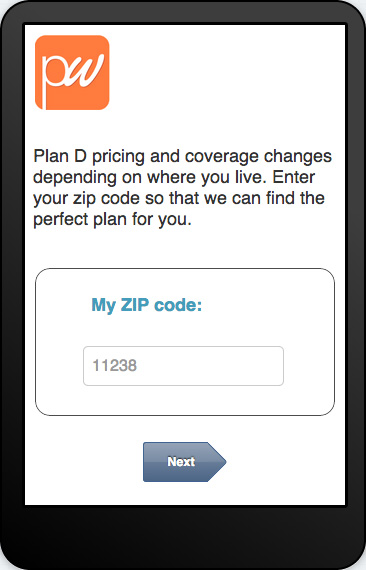 pw
Plan D pricing and coverage changes
depending on where you live. Enter
your zip code so that we can find the
perfect plan for you.
My ZIP code:
11238
Next